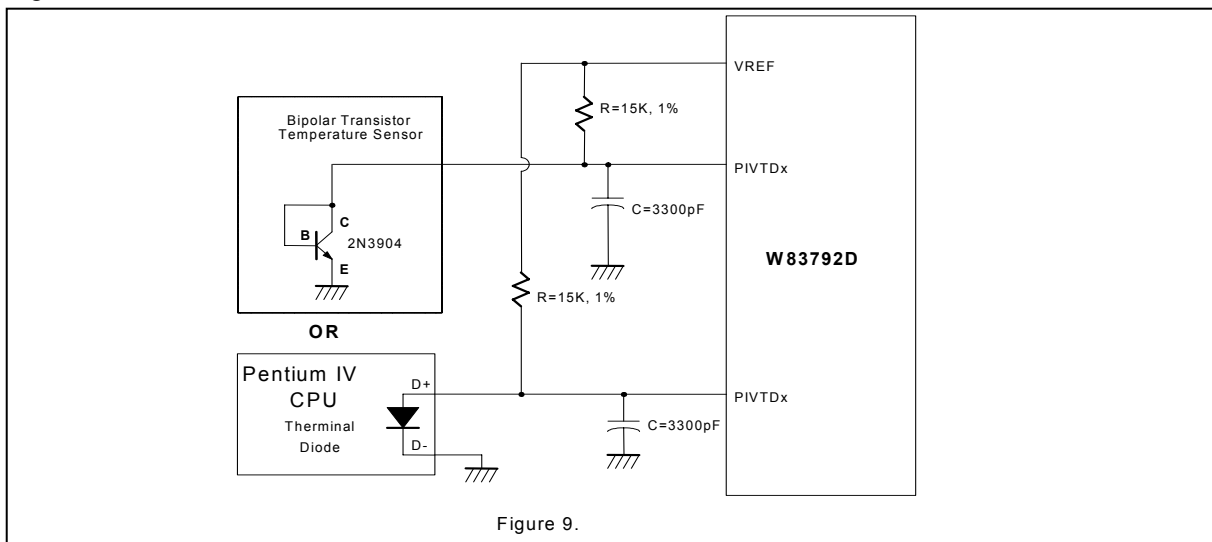 Bipolar Transistor
Temperature Sensor
C
B
2N3904
E
OR
Pentium IV
CPU
Therminal
Diode
D+
D-
R=15K, 1%
C=3300pF
R=15K, 1%
C=3300pF
VREF
PIVTDx
W83792D
PIVTDx
Figure 9.